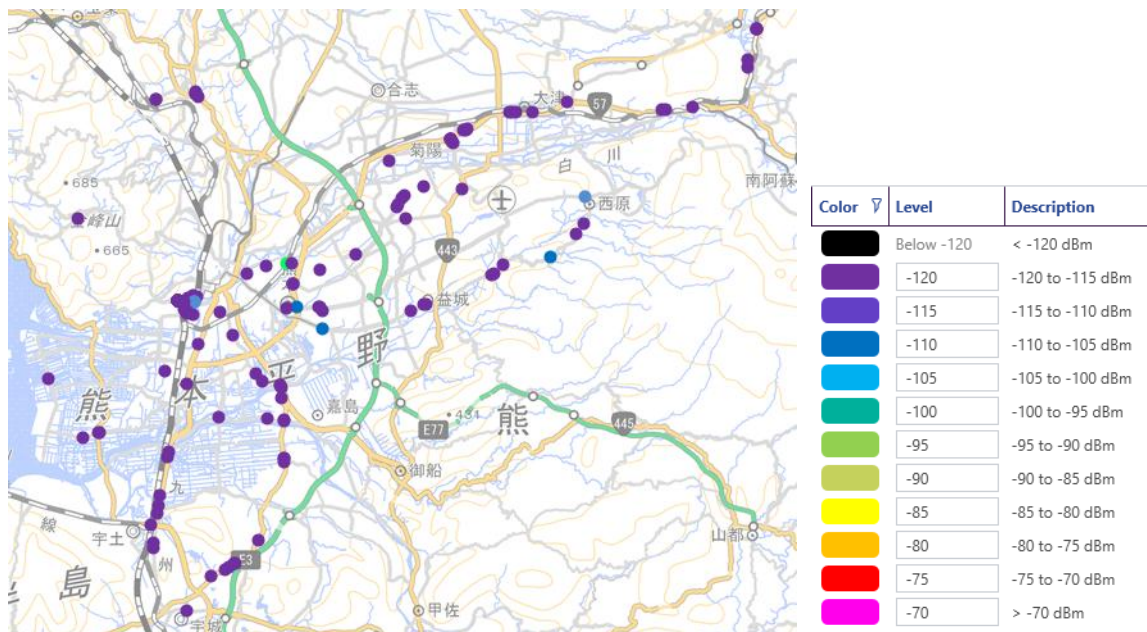 合志
大津
57
菊陽
白川
南阿蘇
・685
金峰山
・665
西原
443
益城
熊本平野
嘉島
・431
熊
E77
445
御船
九州
線
宇土
山都
E3
半島
甲佐
宇城
Color Level Description
Below -120 < -120 dBm
-120 -120 to -115 dBm
-115 -115 to -110 dBm
-110 -110 to -105 dBm
-105 -105 to -100 dBm
-100 -100 to -95 dBm
-95 -95 to -90 dBm
-90 -90 to -85 dBm
-85 -85 to -80 dBm
-80 -80 to -75 dBm
-75 -75 to -70 dBm
-70 > -70 dBm